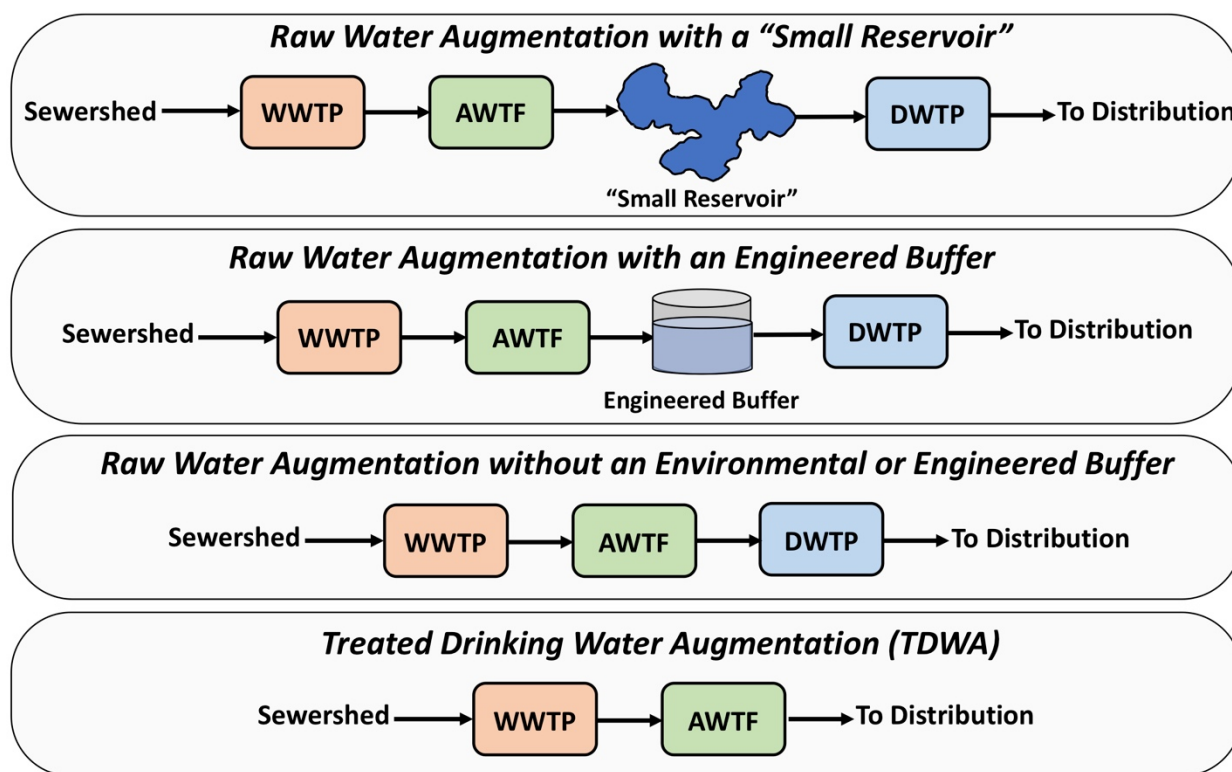 Raw Water Augmentation with a “Small Reservoir”
Sewershed WWTP AWTF DWTP To Distribution
“Small Reservoir”
Raw Water Augmentation with an Engineered Buffer
Sewershed WWTP AWTF DWTP To Distribution
Engineered Buffer
Raw Water Augmentation without an Environmental or Engineered Buffer
Sewershed WWTP AWTF DWTP To Distribution
Treated Drinking Water Augmentation (TDWA)
Sewershed WWTP AWTF To Distribution